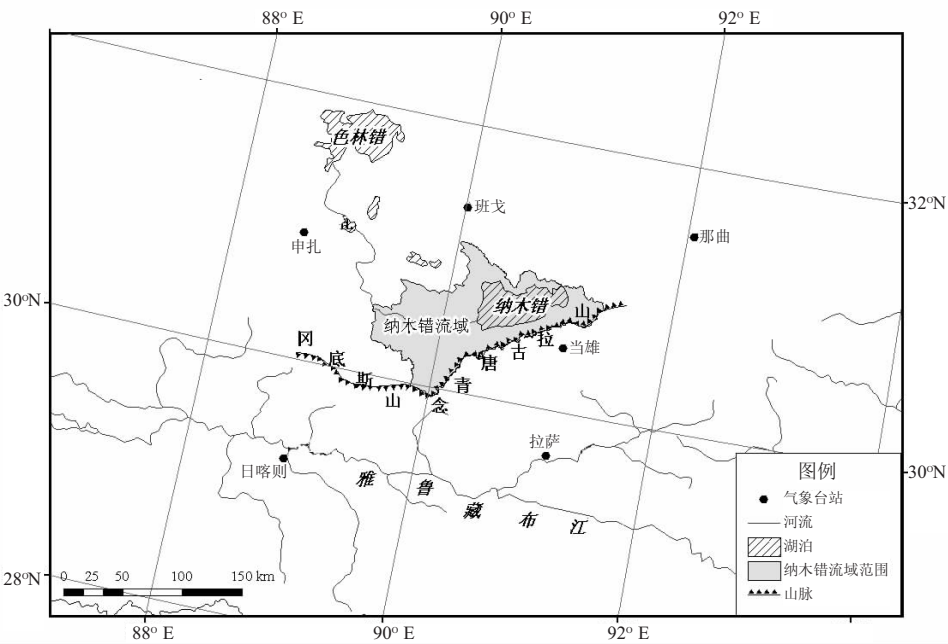 88° E
90° E
92° E
色林错
班戈
32°N
申扎
那曲
30°N
纳木错
纳木错流域
冈底斯山
念青唐古拉山
当雄
拉萨
日喀则
雅鲁藏布江
30°N
图例
气象台站
河流
湖泊
纳木错流域范围
山脉
28°N
0 25 50 100 150 km
88° E
90° E
92° E